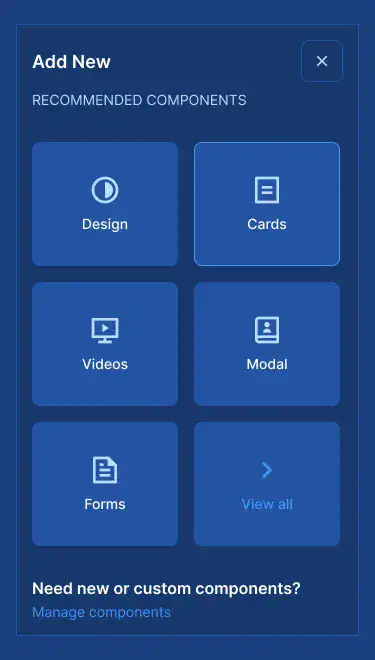 Add New
RECOMMENDED COMPONENTS
Design
Cards
Videos
Modal
Forms
View all
Need new or custom components?
Manage components